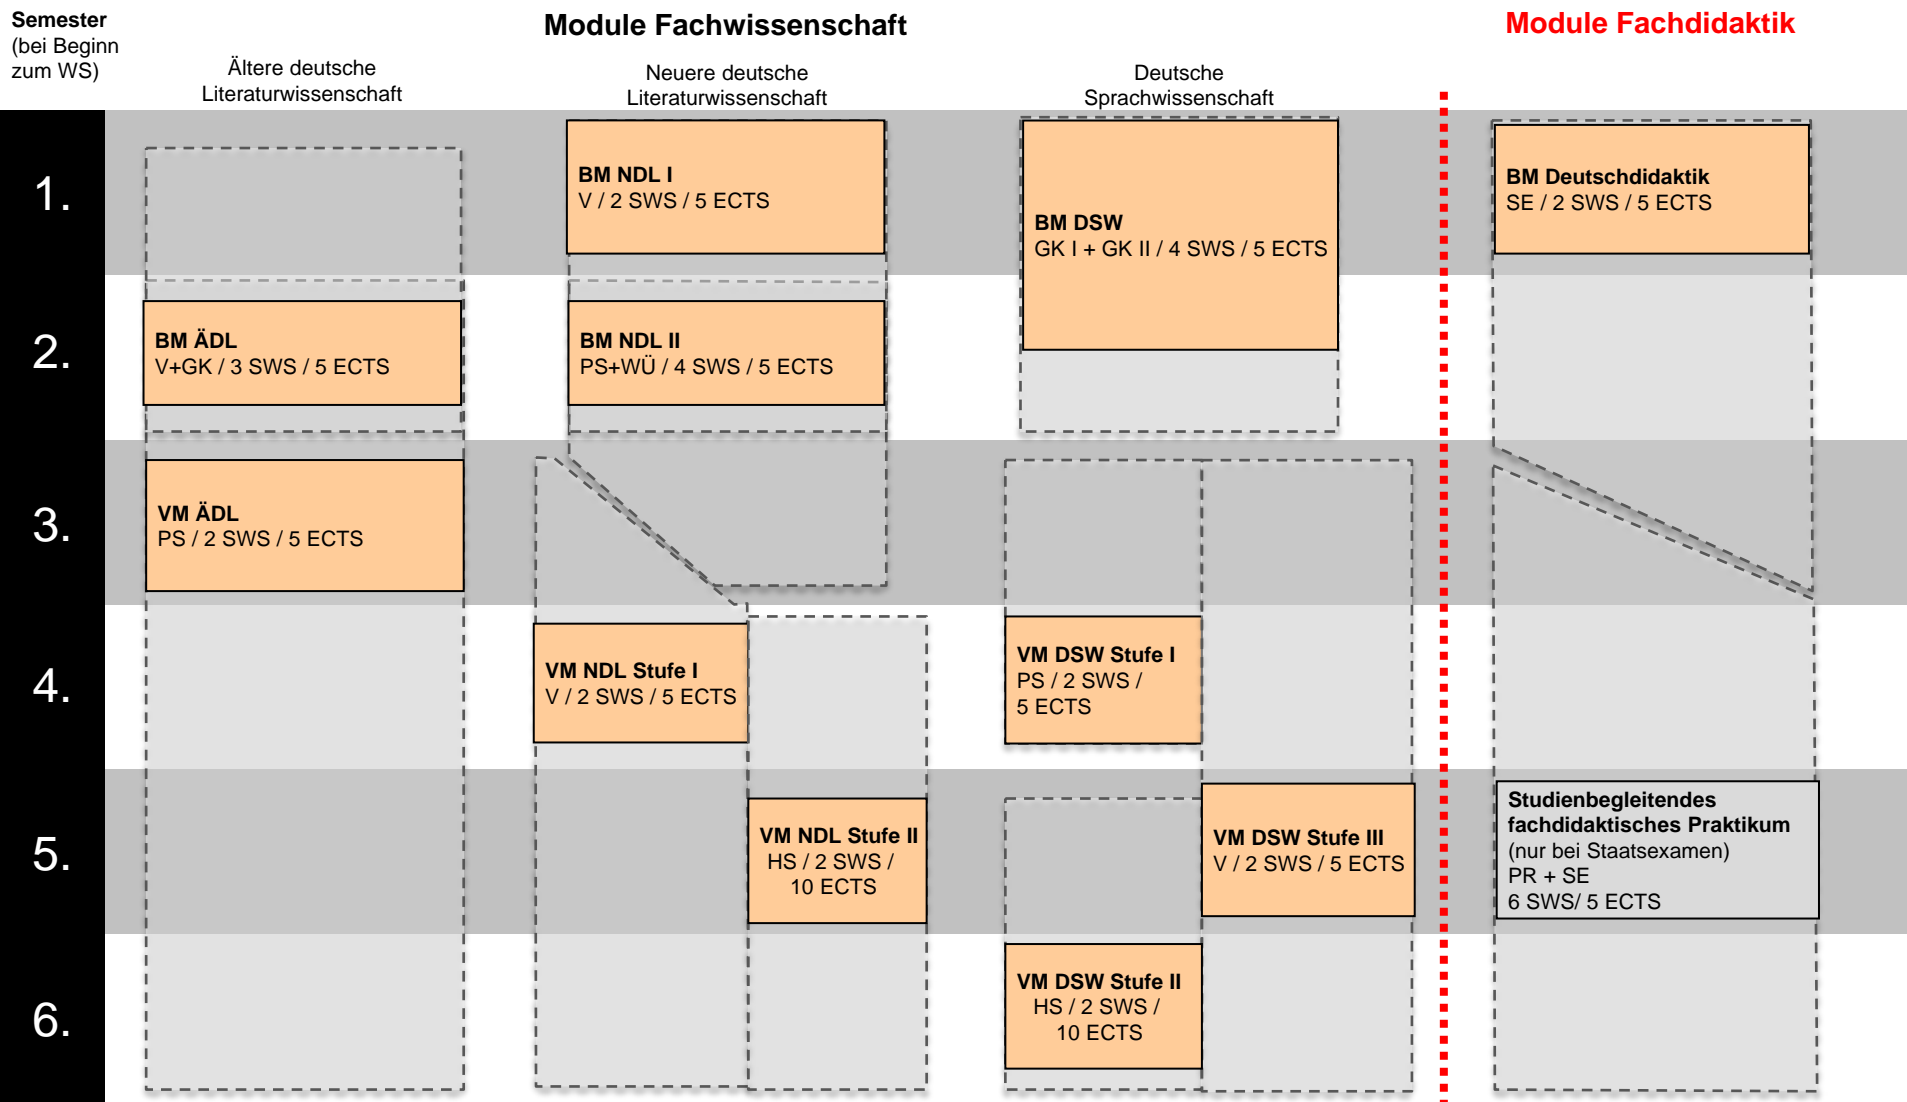 Semester
(bei Beginn
zum WS)
Module Fachwissenschaft
Module Fachdidaktik
Ältere deutsche
Literaturwissenschaft
Neuere deutsche
Literaturwissenschaft
Deutsche
Sprachwissenschaft
1.
BM NDL I
V / 2 SWS / 5 ECTS
BM DSW
GK I + GK II / 4 SWS / 5 ECTS
BM Deutschdidaktik
SE / 2 SWS / 5 ECTS
2.
BM ÄDL
V+GK / 3 SWS / 5 ECTS
BM NDL II
PS+WÜ / 4 SWS / 5 ECTS
3.
VM ÄDL
PS / 2 SWS / 5 ECTS
4.
VM NDL Stufe I
V / 2 SWS / 5 ECTS
VM DSW Stufe I
PS / 2 SWS /
5 ECTS
5.
VM NDL Stufe II
HS / 2 SWS /
10 ECTS
VM DSW Stufe III
V / 2 SWS / 5 ECTS
Studienbegleitendes
fachdidaktisches Praktikum
(nur bei Staatsexamen)
PR + SE
6 SWS/ 5 ECTS
6.
VM DSW Stufe II
HS / 2 SWS /
10 ECTS